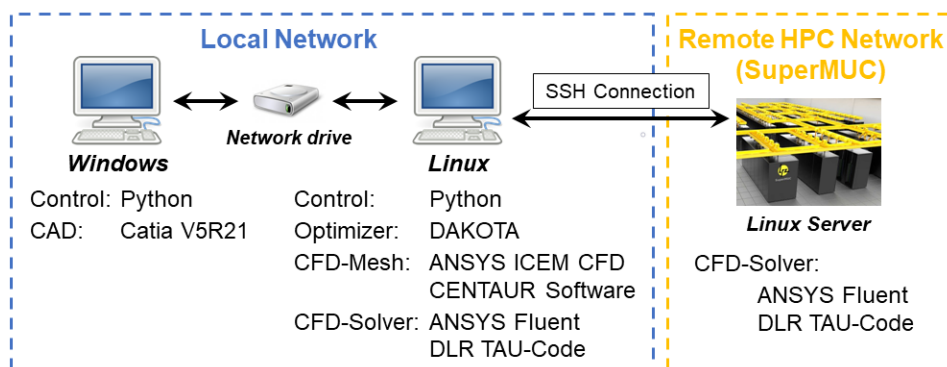 Local Network
Remote HPC Network
(SuperMUC)
SSH Connection
Network drive
Windows
Linux
Linux Server
Control: Python
CAD: Catia V5R21
Control: Python
Optimizer: DAKOTA
CFD-Mesh: ANSYS ICEM CFD
CENTAUR Software
CFD-Solver: ANSYS Fluent
DLR TAU-Code
CFD-Solver:
ANSYS Fluent
DLR TAU-Code